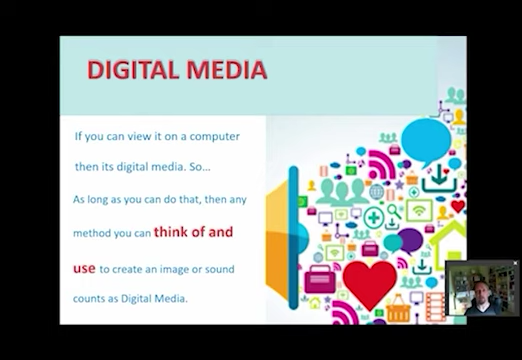 DIGITAL MEDIA
If you can view it on a computer
then its digital media. So...
As long as you can do that, then any
method you can think of and
use to create an image or sound
counts as Digital Media.